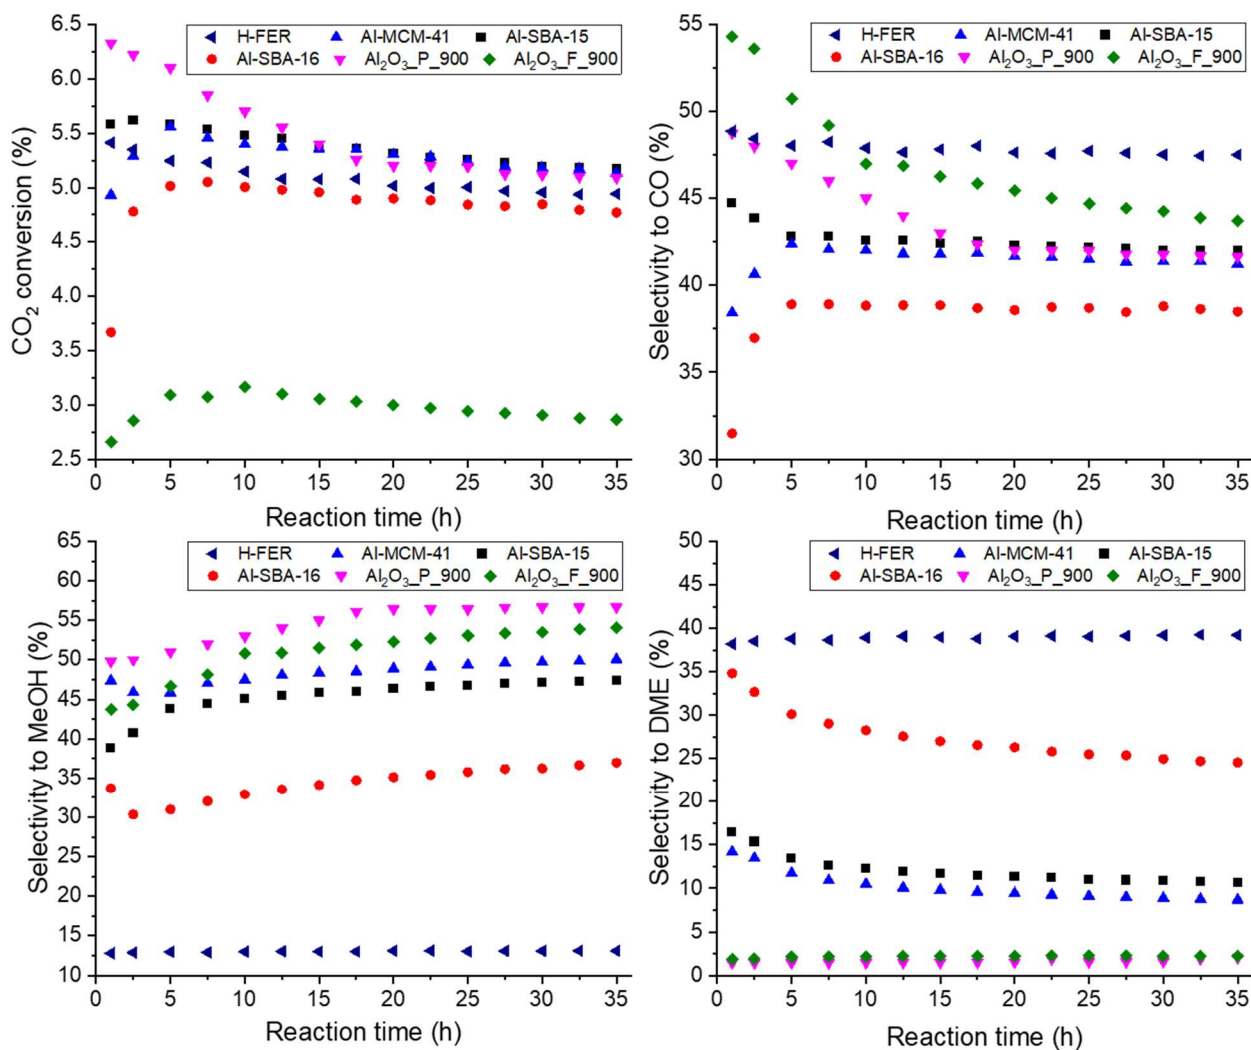 H-FER Al-MCM-41 Al-SBA-15
Al-SBA-16 Al₂O₃_P_900 Al₂O₃_F_900
CO₂ conversion (%)
6.5
6.0
5.5
5.0
4.5
4.0
3.5
3.0
2.5
0 5 10 15 20 25 30 35
Reaction time (h)
H-FER Al-MCM-41 Al-SBA-15
Al-SBA-16 Al₂O₃_P_900 Al₂O₃_F_900
Selectivity to CO (%)
55
50
45
40
35
30
0 5 10 15 20 25 30 35
Reaction time (h)
H-FER Al-MCM-41 Al-SBA-15
Al-SBA-16 Al₂O₃_P_900 Al₂O₃_F_900
Selectivity to MeOH (%)
65
60
55
50
45
40
35
30
25
20
15
10
0 5 10 15 20 25 30 35
Reaction time (h)
H-FER Al-MCM-41 Al-SBA-15
Al-SBA-16 Al₂O₃_P_900 Al₂O₃_F_900
Selectivity to DME (%)
50
45
40
35
30
25
20
15
10
5
0
0 5 10 15 20 25 30 35
Reaction time (h)